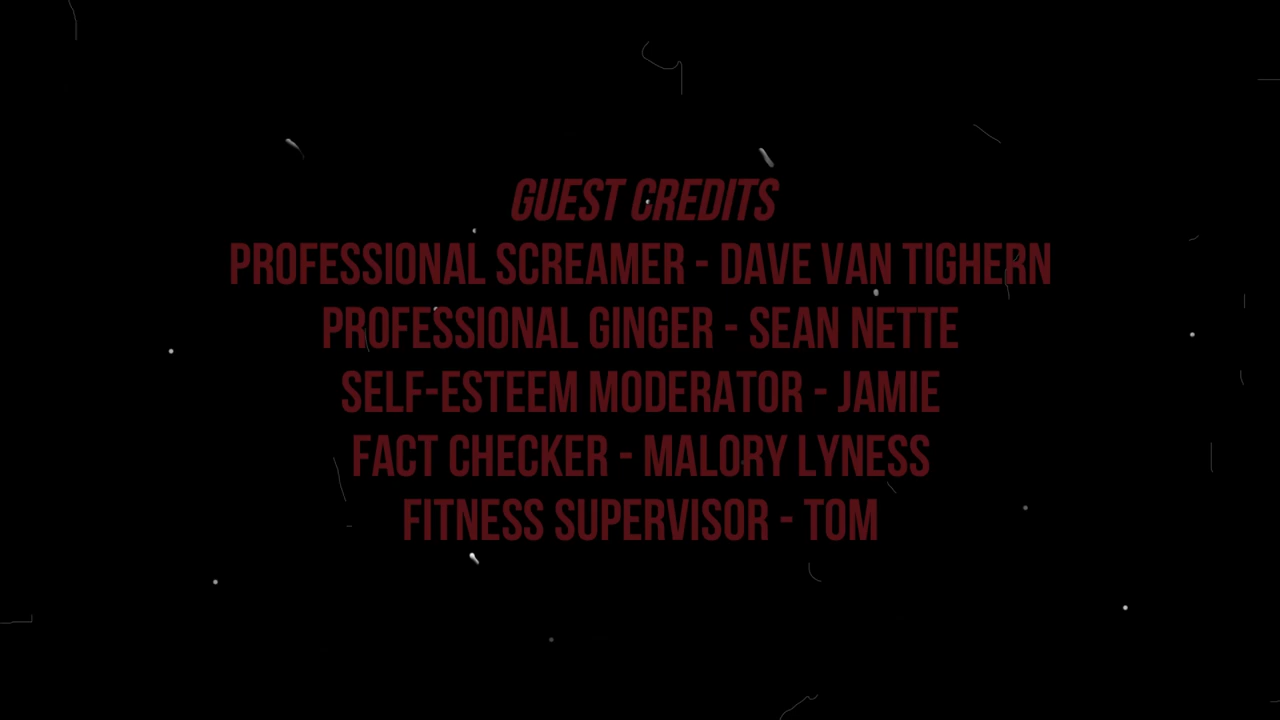 GUEST CREDITS
PROFESSIONAL SCREAMER - DAVE VAN TIGHERN
PROFESSIONAL GINGER - SEAN NETTE
SELF-ESTEEM MODERATOR - JAMIE
FACT CHECKER - MALORY LYNESS
FITNESS SUPERVISOR - TOM